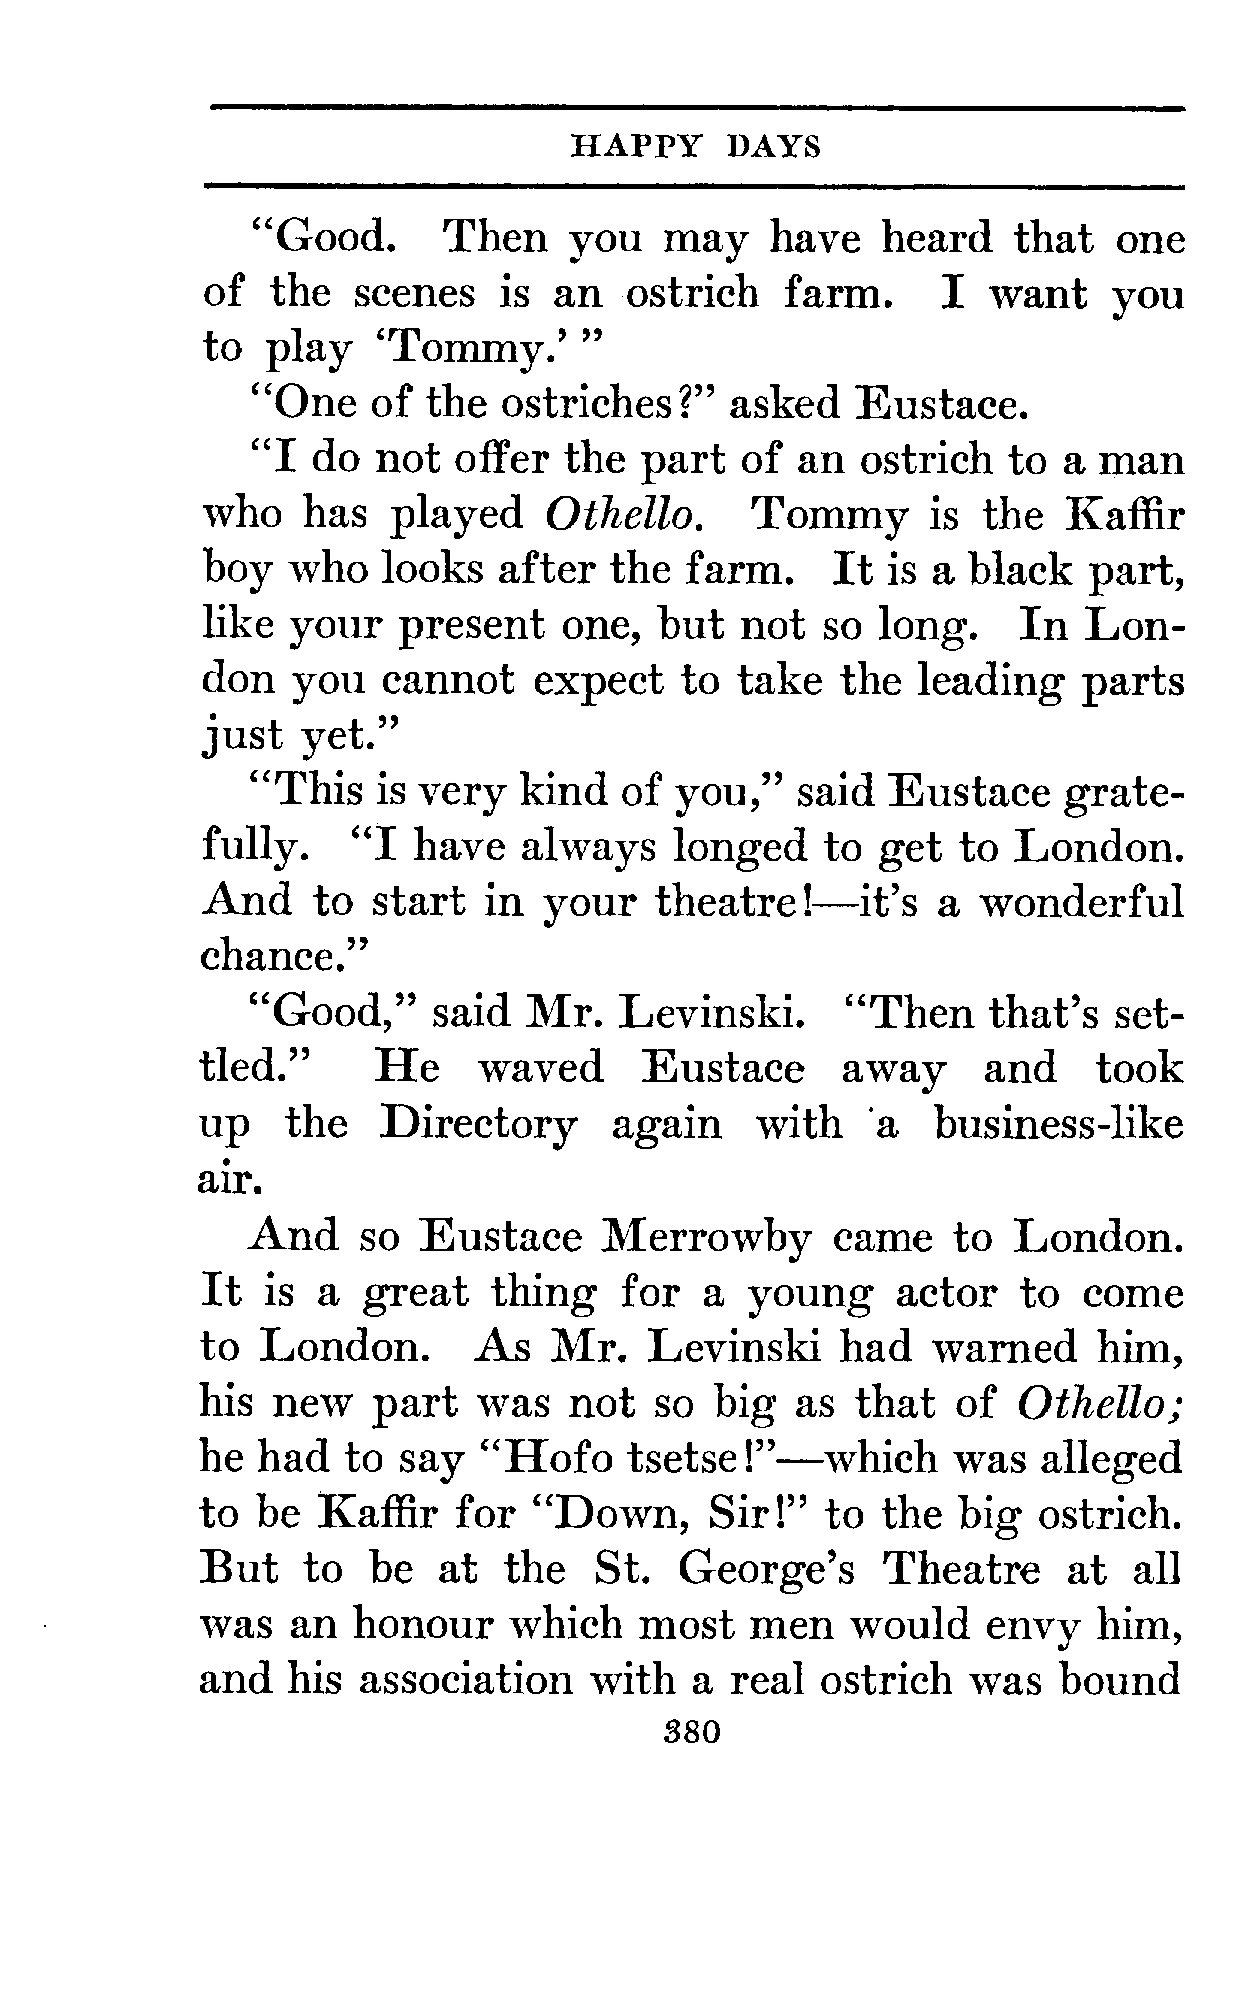 HAPPY DAYS
“Good. Then you may have heard that one
of the scenes is an ostrich farm. I want you
to play ‘Tommy.’ ”
“One of the ostriches?” asked Eustace.
“I do not offer the part of an ostrich to a man
who has played Othello. Tommy is the Kaffir
boy who looks after the farm. It is a black part,
like your present one, but not so long. In Lon-
don you cannot expect to take the leading parts
just yet.”
“This is very kind of you,” said Eustace grate-
fully. “I have always longed to get to London.
And to start in your theatre!—it’s a wonderful
chance.”
“Good,” said Mr. Levinski. “Then that’s set-
tled.” He waved Eustace away and took
up the Directory again with a business-like
air.
And so Eustace Merrowby came to London.
It is a great thing for a young actor to come
to London. As Mr. Levinski had warned him,
his new part was not so big as that of Othello;
he had to say “Hofo tsetse!”—which was alleged
to be Kaffir for “Down, Sir!” to the big ostrich.
But to be at the St. George’s Theatre at all
was an honour which most men would envy him,
and his association with a real ostrich was bound
380